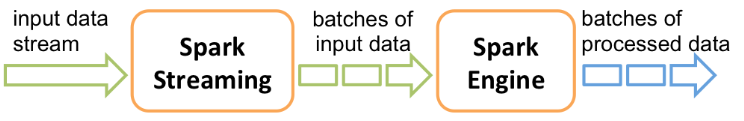 input data
stream
Spark
Streaming
batches of
input data
Spark
Engine
batches of
processed data